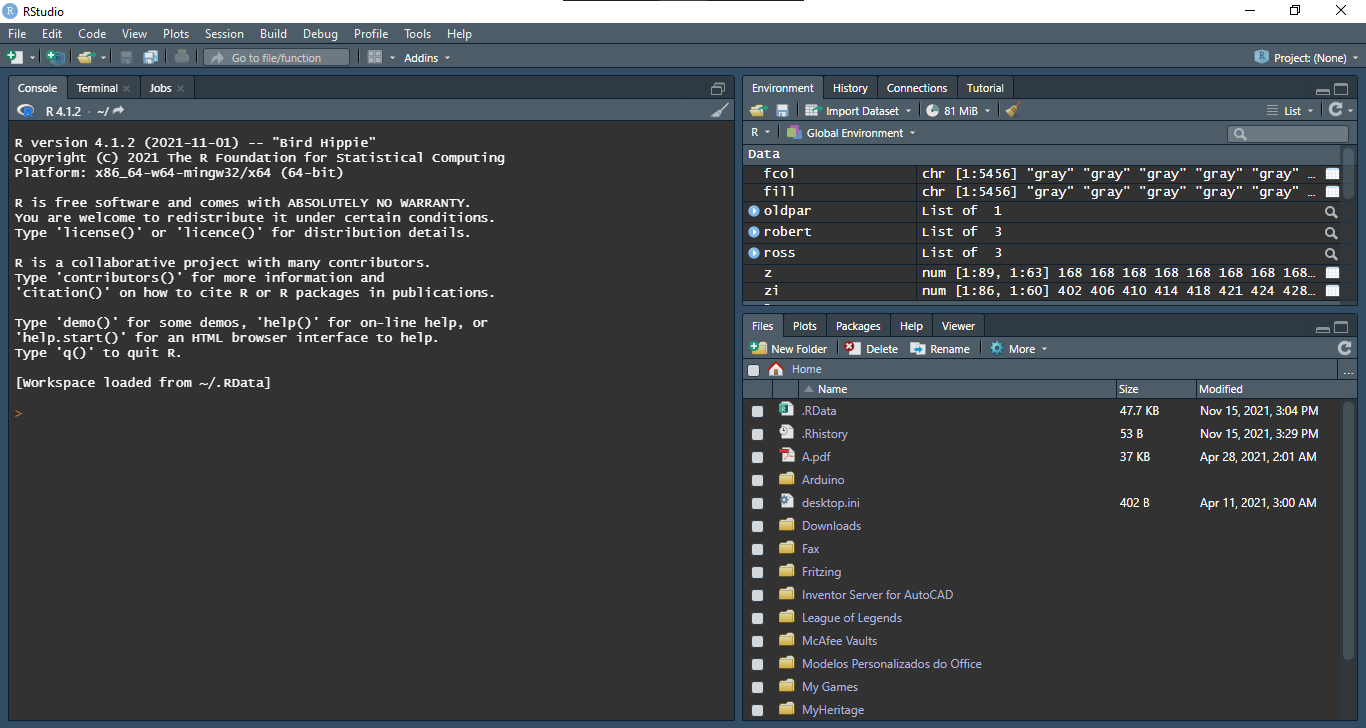 RStudio
File Edit Code View Plots Session Build Debug Profile Tools Help
Go to file/function Addins Project: (None)
Console Terminal Jobs
R 4.1.2 · ~/
R version 4.1.2 (2021-11-01) -- "Bird Hippie"
Copyright (C) 2021 The R Foundation for Statistical Computing
Platform: x86_64-w64-mingw32/x64 (64-bit)
R is free software and comes with ABSOLUTELY NO WARRANTY.
You are welcome to redistribute it under certain conditions.
Type 'license()' or 'licence()' for distribution details.
R is a collaborative project with many contributors.
Type 'contributors()' for more information and
'citation()' on how to cite R or R packages in publications.
Type 'demo()' for some demos, 'help()' for on-line help, or
'help.start()' for an HTML browser interface to help.
Type 'q()' to quit R.
[Workspace loaded from ~/.RData]
>
Environment History Connections Tutorial
Import Dataset 81 MiB List
R Global Environment
Data
fcol chr [1:5456] "gray" "gray" "gray" "gray" "gray" …
fill chr [1:5456] "gray" "gray" "gray" "gray" "gray" …
oldpar List of 1
robert List of 3
ross List of 3
z num [1:89, 1:63] 168 168 168 168 168 168 168 168…
zi num [1:86, 1:60] 402 406 410 414 418 421 424 428…
Files Plots Packages Help Viewer
New Folder Delete Rename More
Home ...
Name Size Modified
.RData 47.7 KB Nov 15, 2021, 3:04 PM
.Rhistory 53 B Nov 15, 2021, 3:29 PM
A.pdf 37 KB Apr 28, 2021, 2:01 AM
Arduino
desktop.ini 402 B Apr 11, 2021, 3:00 AM
Downloads
Fax
Fritzing
Inventor Server for AutoCAD
League of Legends
McAfee Vaults
Modelos Personalizados do Office
My Games
MyHeritage